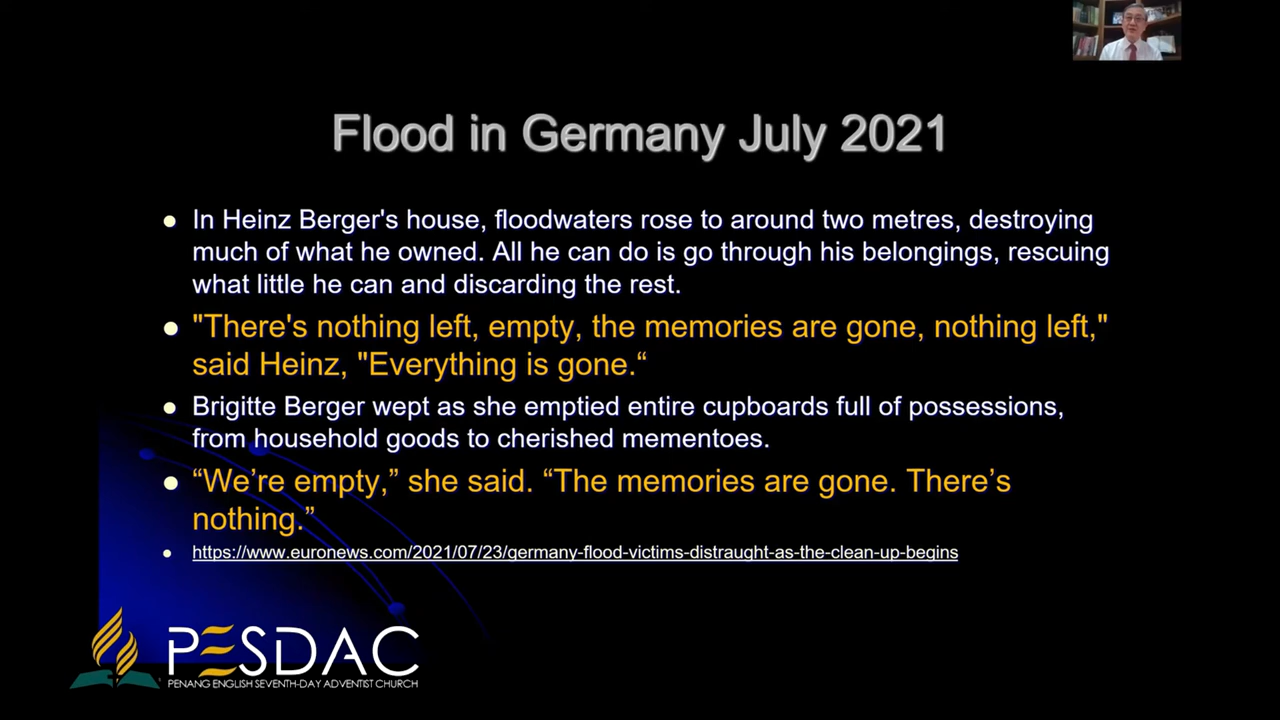 Flood in Germany July 2021
• In Heinz Berger's house, floodwaters rose to around two metres, destroying
much of what he owned. All he can do is go through his belongings, rescuing
what little he can and discarding the rest.
• "There's nothing left, empty, the memories are gone, nothing left,"
said Heinz, "Everything is gone.“
• Brigitte Berger wept as she emptied entire cupboards full of possessions,
from household goods to cherished mementoes.
• “We’re empty,” she said. “The memories are gone. There’s
nothing.”
• https://www.euronews.com/2021/07/23/germany-flood-victims-distraught-as-the-clean-up-begins
PESDAC
PENANG ENGLISH SEVENTH-DAY ADVENTIST CHURCH